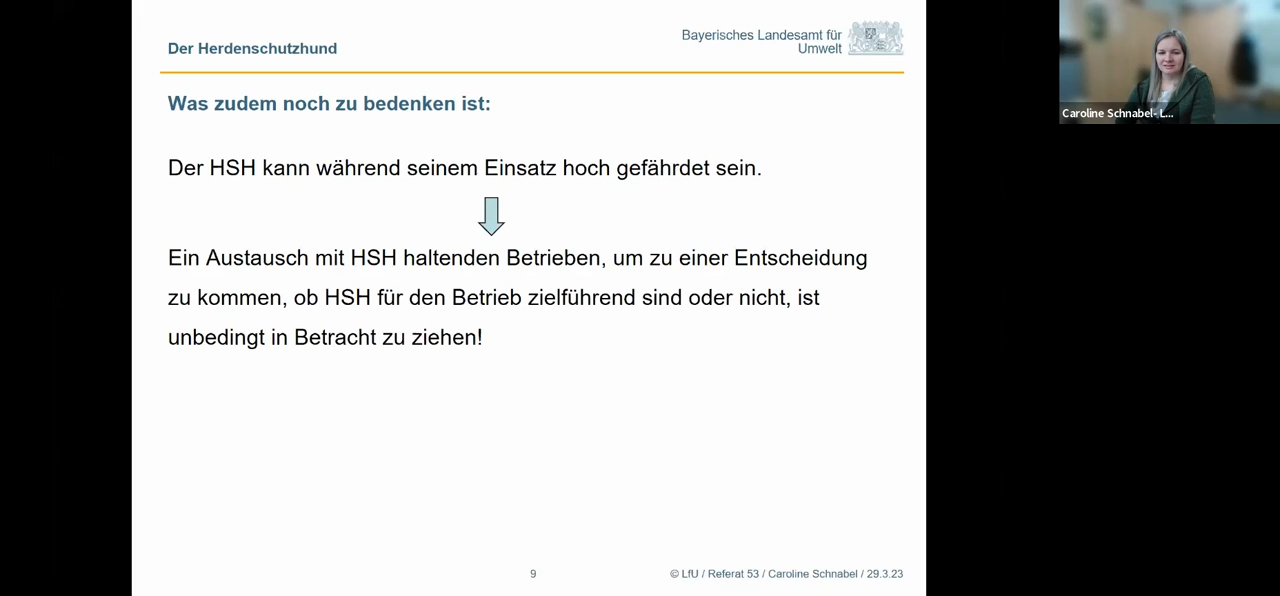 Der Herdenschutzhund
Bayerisches Landesamt für
Umwelt
Was zudem noch zu bedenken ist:
Der HSH kann während seinem Einsatz hoch gefährdet sein.
Ein Austausch mit HSH haltenden Betrieben, um zu einer Entscheidung
zu kommen, ob HSH für den Betrieb zielführend sind oder nicht, ist
unbedingt in Betracht zu ziehen!
9
© LfU / Referat 53 / Caroline Schnabel / 29.3.23
Caroline Schnabel- L...